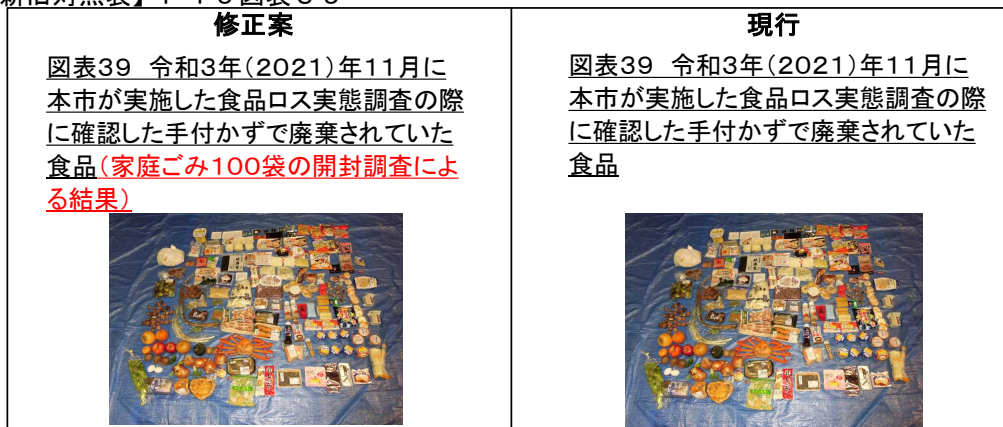 修正案
図表39 令和3年(2021)年11月に
本市が実施した食品ロス実態調査の際
に確認した手付かずで廃棄されていた
食品(家庭ごみ100袋の開封調査によ
る結果)
現行
図表39 令和3年(2021)年11月に
本市が実施した食品ロス実態調査の際
に確認した手付かずで廃棄されていた
食品